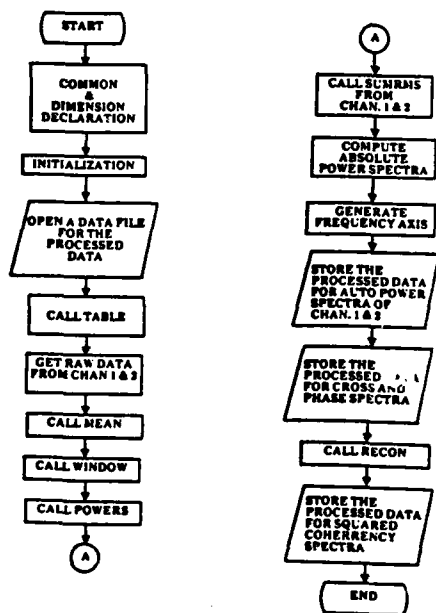 START
COMMON
&
DIMENSION
DECLARATION
INITIALIZATION
OPEN A DATA FILE
FOR THE
PROCESSED
DATA
CALL TABLE
GET RAW DATA
FROM CHAN 1 & 2
CALL MEAN
CALL WINDOW
CALL POWERS
A
A
CALL SUMRMS
FROM
CHAN. 1 & 2
COMPUTE
ABSOLUTE
POWER SPECTRA
GENERATE
FREQUENCY AXIS
STORE THE
PROCESSED DATA
FOR AUTO POWER
SPECTRA OF
CHAN. 1 & 2
STORE THE
PROCESSED
FOR CROSS AND
PHASE SPECTRA
CALL RECON
STORE THE
PROCESSED DATA
FOR SQUARED
COHERENCY
SPECTRA
END